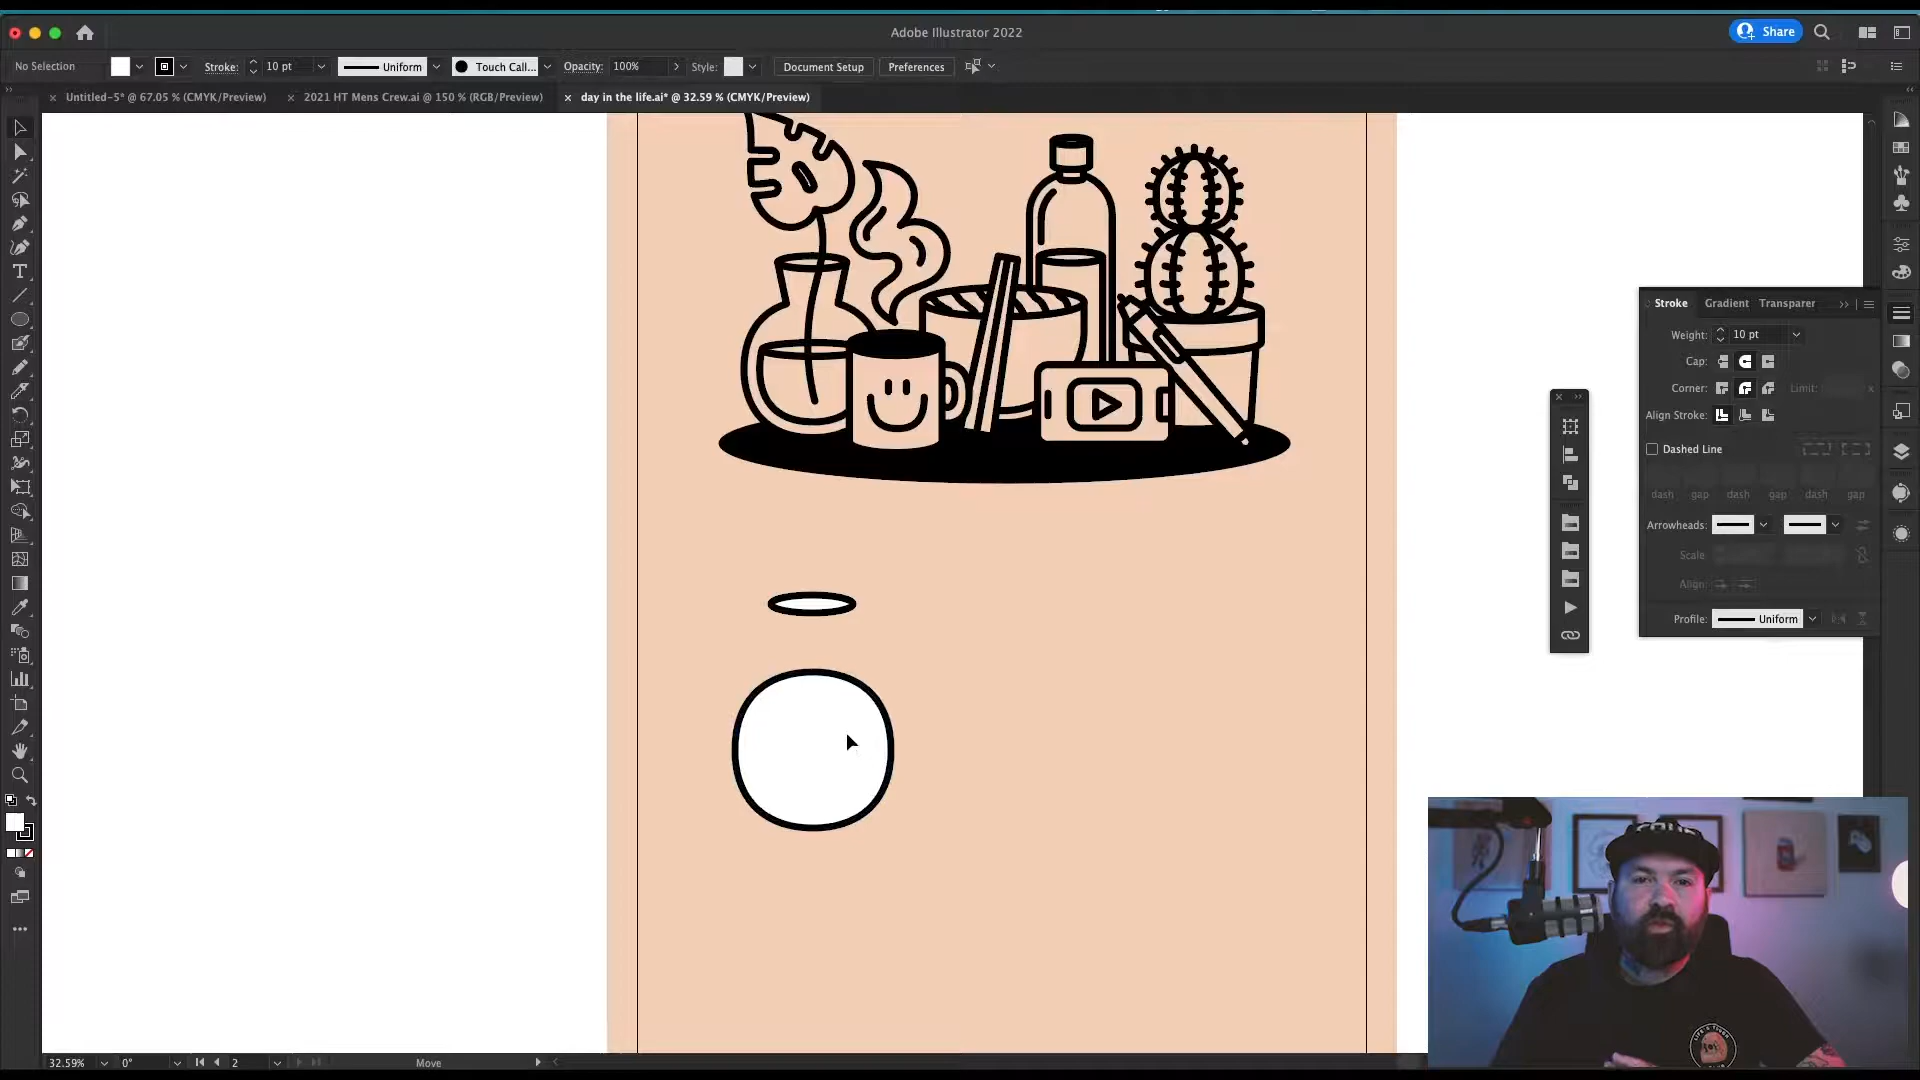 Adobe Illustrator 2022
Share
No Selection
Stroke:
10 pt
Uniform
Touch Call...
Opacity:
100%
Style:
Document Setup
Preferences
Untitled-5* @ 67.05 % (CMYK/Preview)
2021 HT Mens Crew.ai @ 150 % (RGB/Preview)
day in the life.ai* @ 32.59 % (CMYK/Preview)
Stroke
Gradient
Transparer
Weight:
10 pt
Cap:
Corner:
Limit:
x
Align Stroke:
Dashed Line
dash
gap
dash
gap
dash
gap
Arrowheads:
Scale:
Align:
Profile:
Uniform
32.59%
0°
2
Move